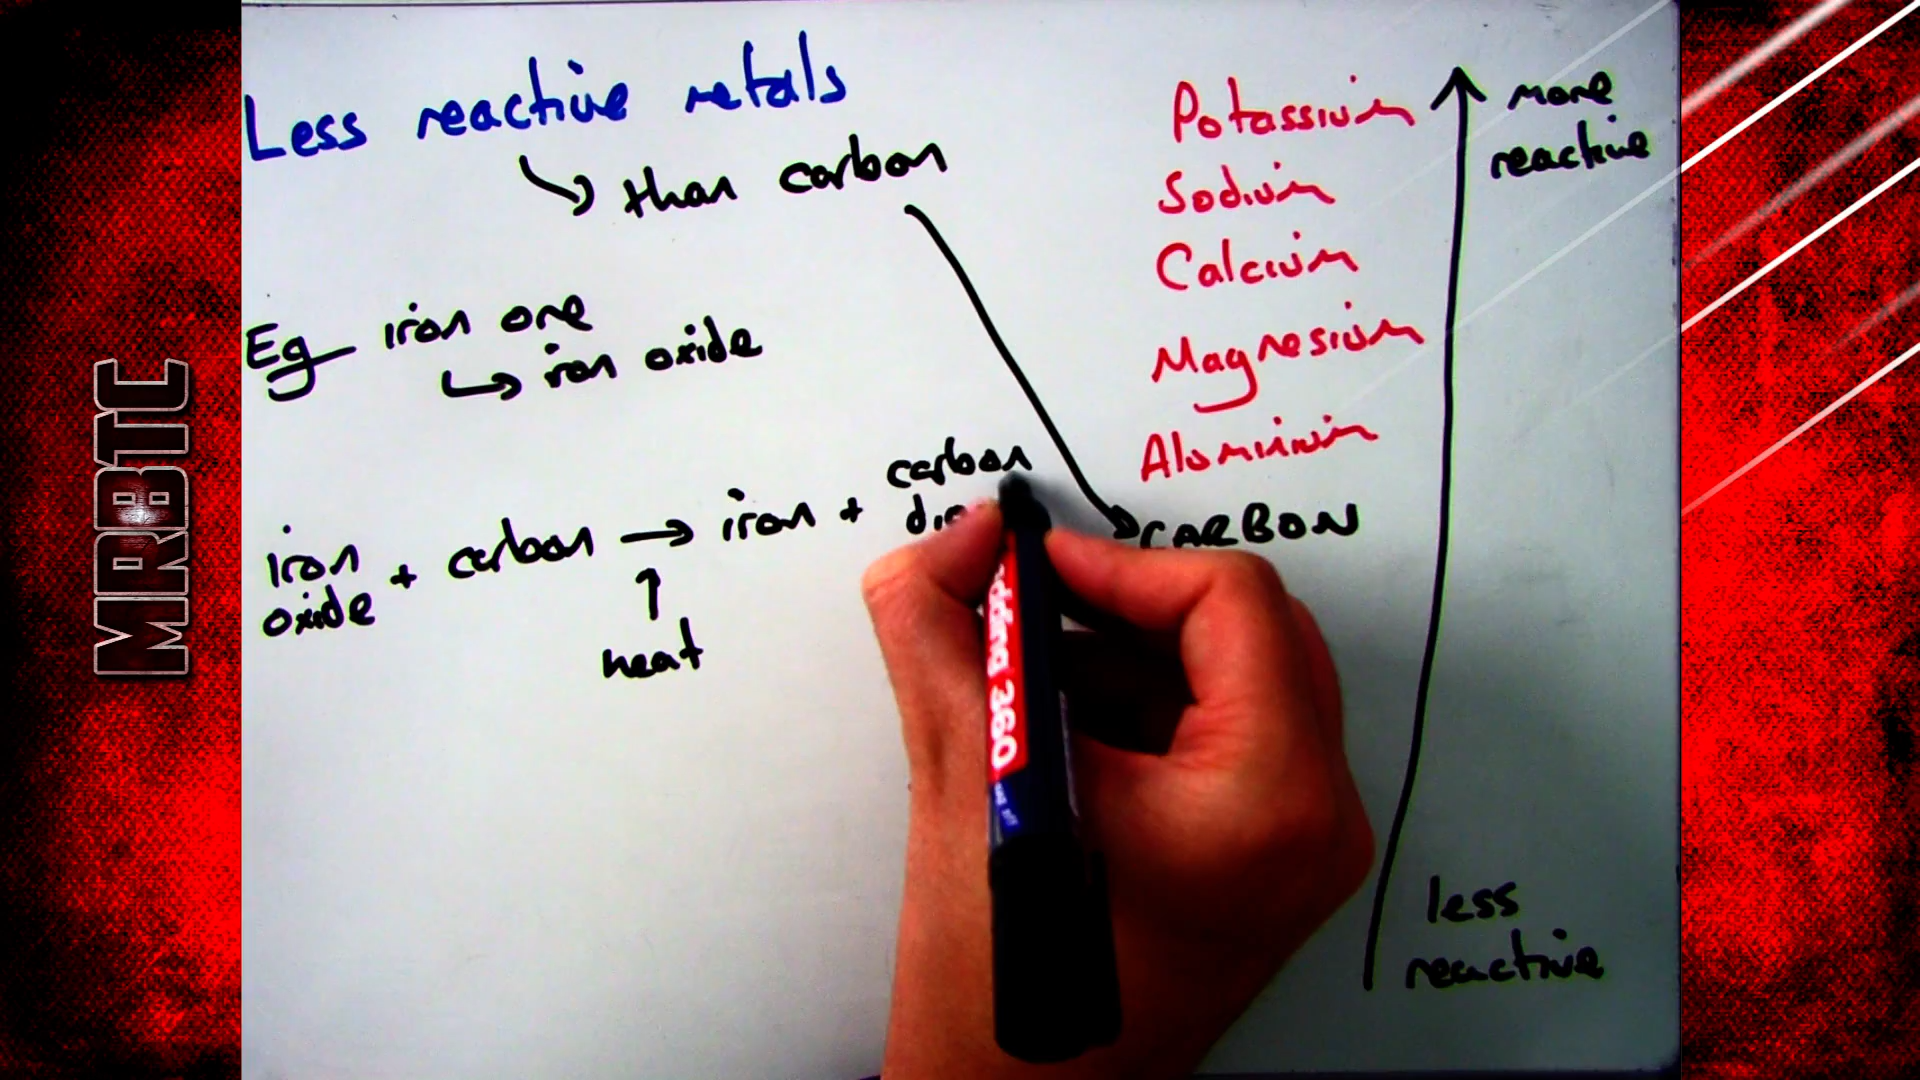 Less reactive metals
than carbon
Eg iron ore
iron oxide
iron oxide + carbon → iron + carbon
heat
Potassium
Sodium
Calcium
Magnesium
Aluminium
CARBON
more
reactive
less
reactive
edding 360
MRBTC